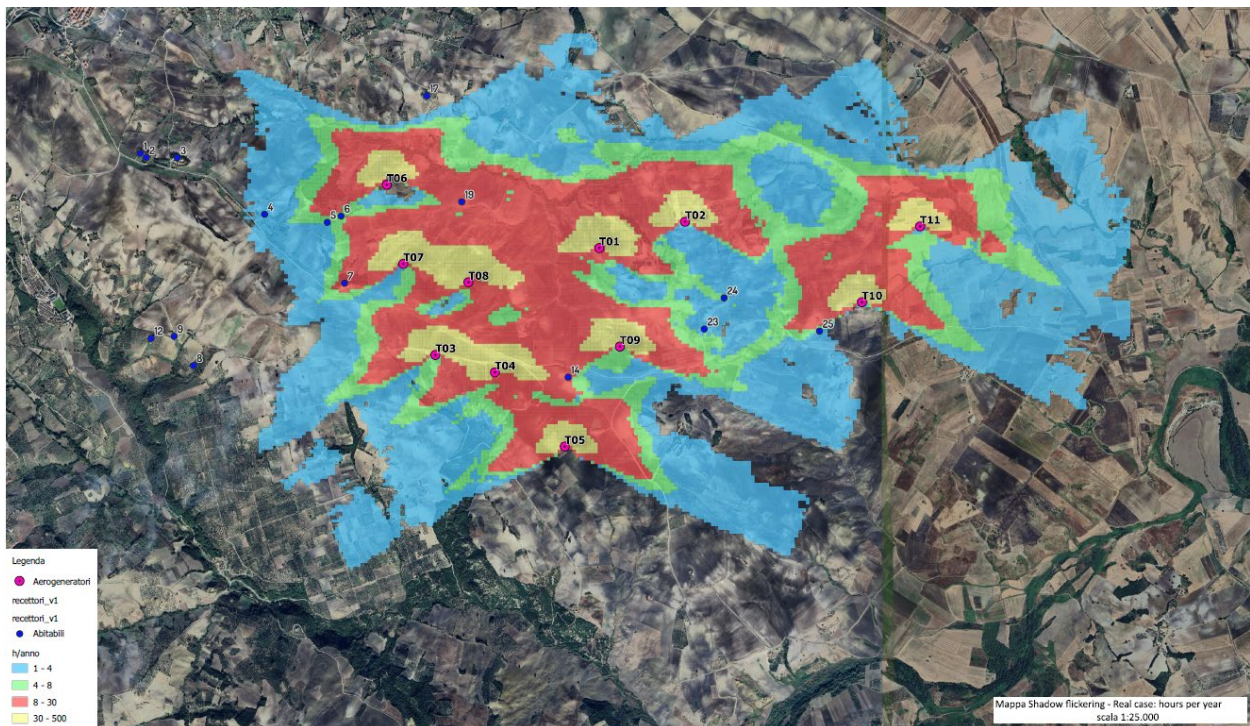 17
1
2
3
T06
19
4
6
5
T02
T11
T01
T07
T08
7
24
T10
23
25
12
9
T09
T03
8
T04
14
T05
Legenda
Aerogeneratori
recettori_v1
recettori_v1
Abitabili
h/anno
1 - 4
4 - 8
8 - 30
30 - 500
Mappa Shadow flickering - Real case: hours per year
scala 1:25.000